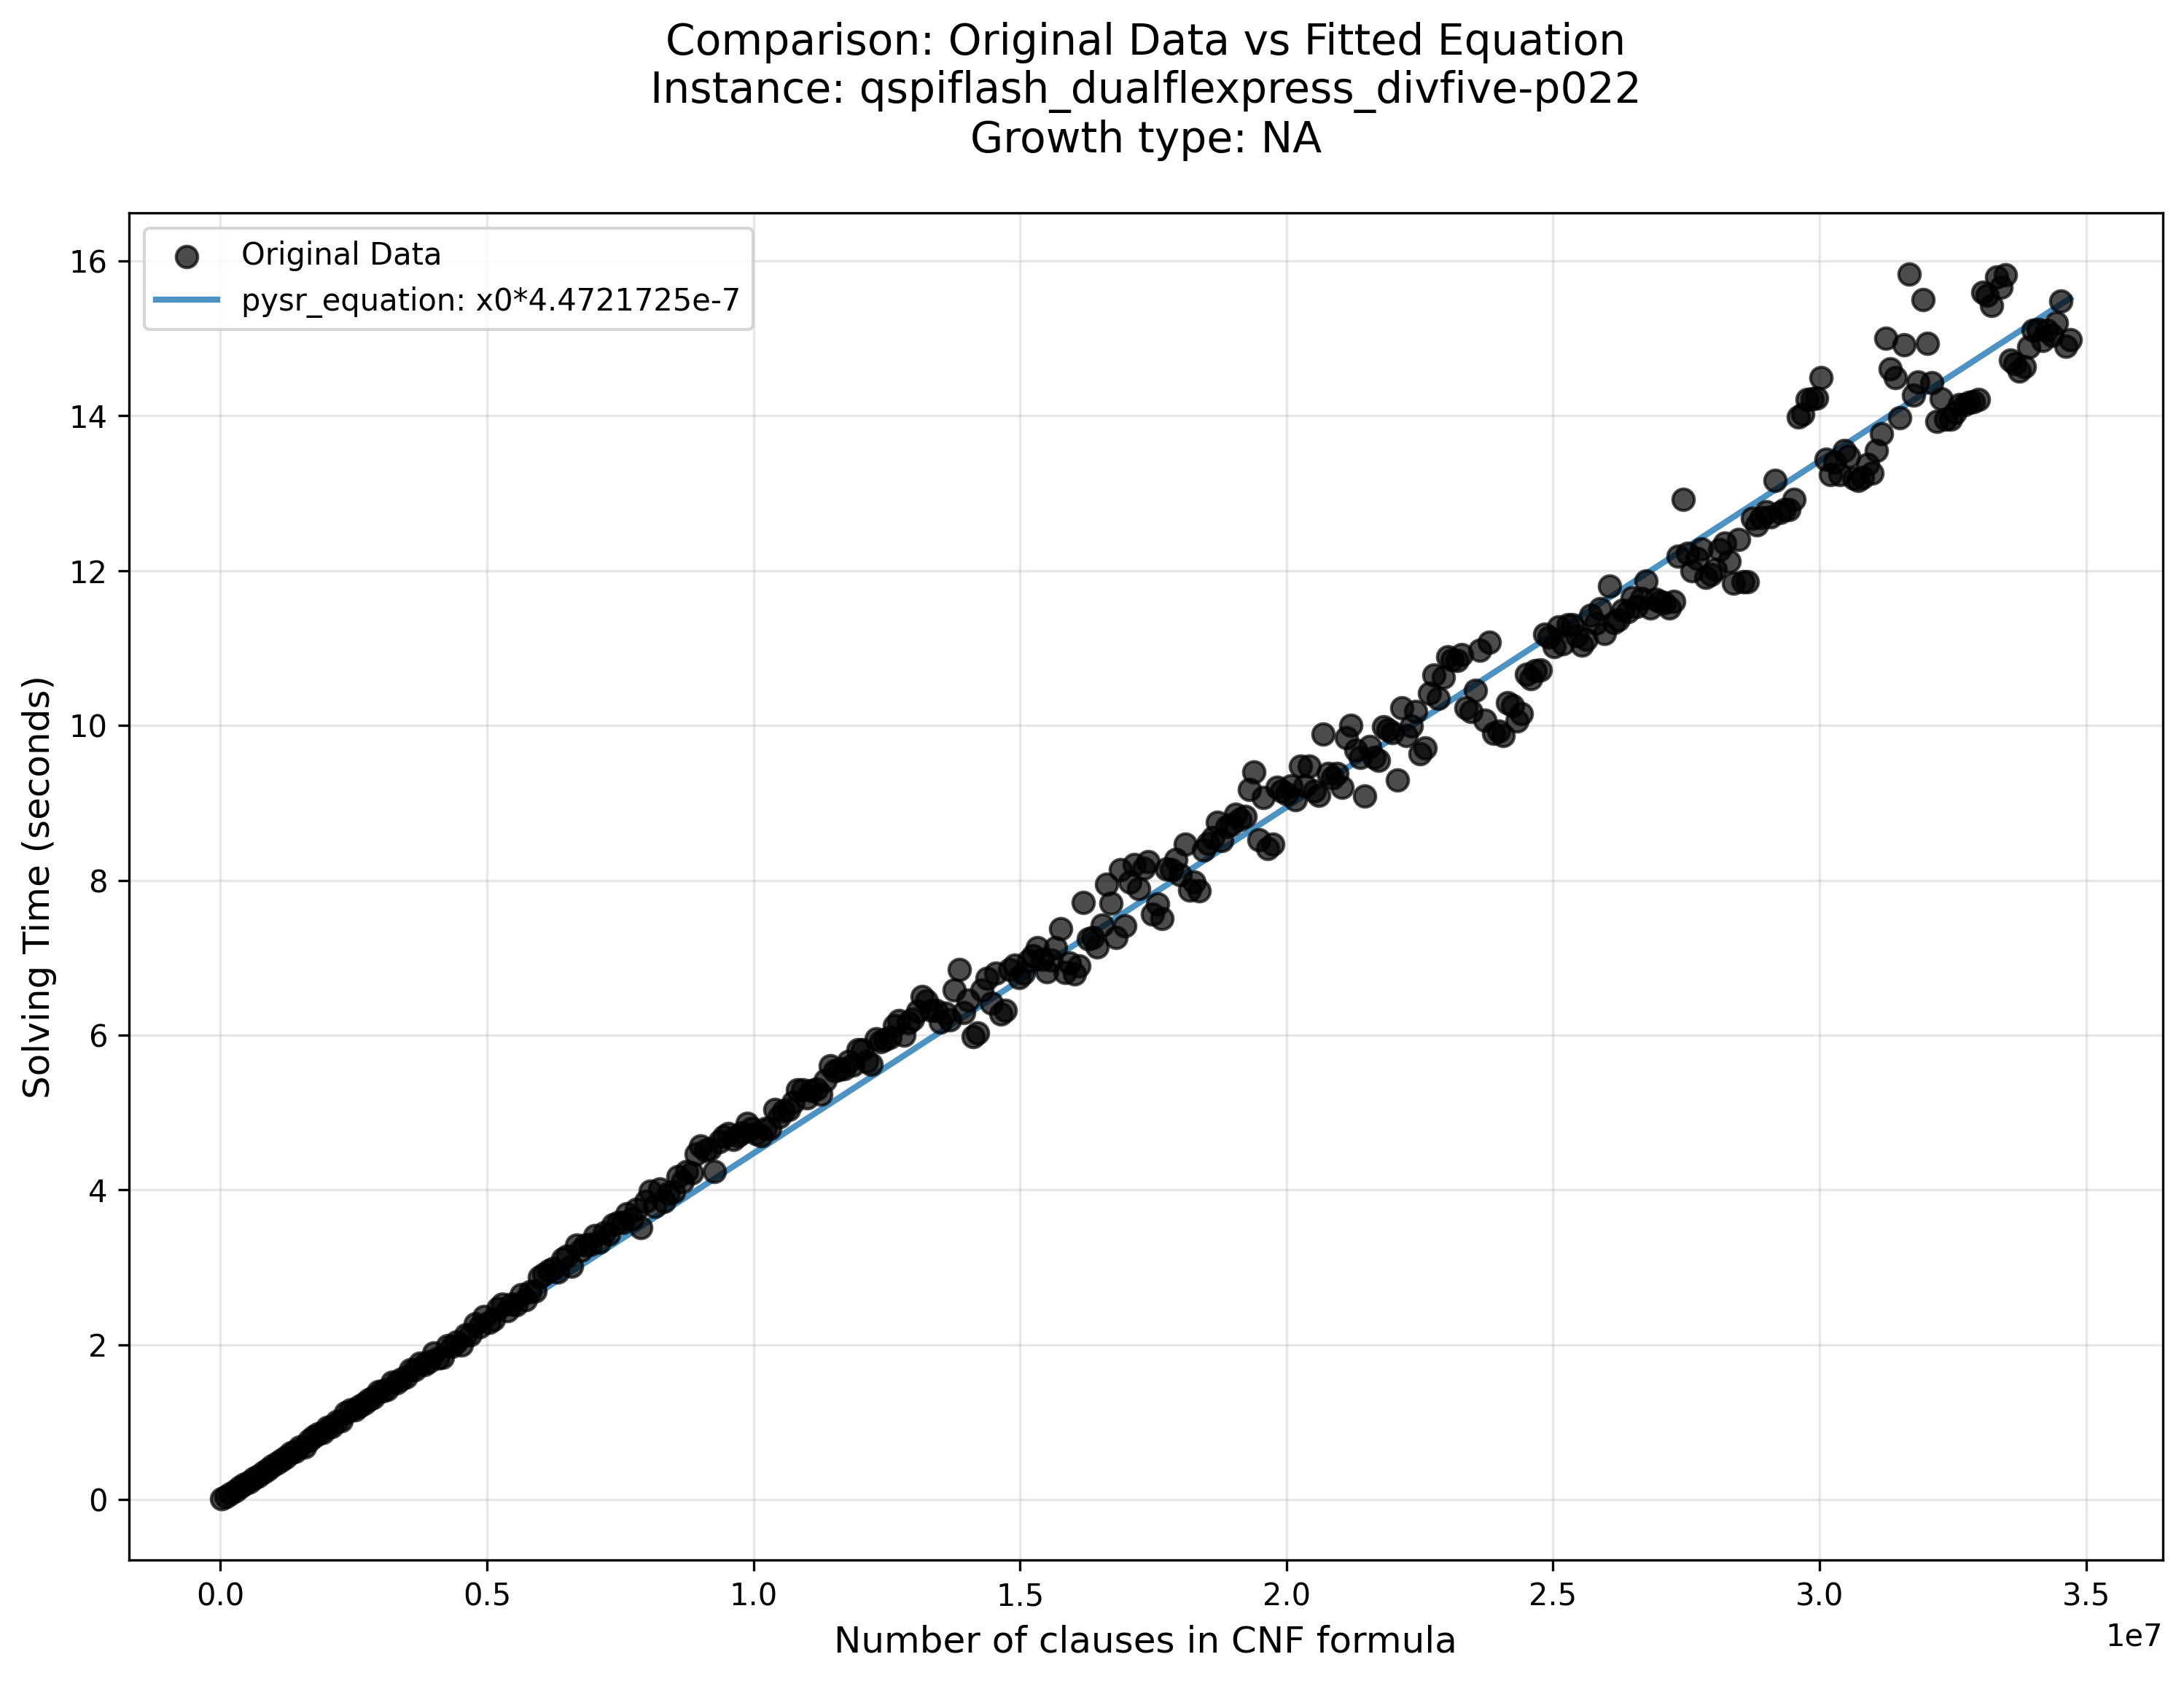 Comparison: Original Data vs Fitted Equation
Instance: qspiflash_dualflexpress_divfive-p022
Growth type: NA
Original Data
pysr_equation: x0*4.4721725e-7
16
14
12
10
8
6
4
2
0
Solving Time (seconds)
0.0 0.5 1.0 1.5 2.0 2.5 3.0 3.5
1e7
Number of clauses in CNF formula